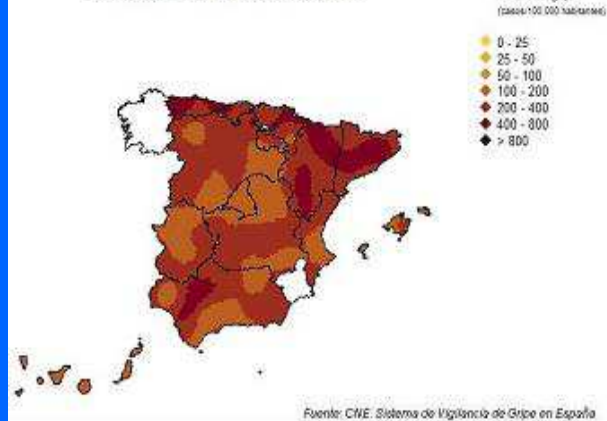 (casos/100.000 habitantes)
0 - 25
25 - 50
50 - 100
100 - 200
200 - 400
400 - 800
> 800
Fuente: CNE. Sistema de Vigilancia de Gripe en España